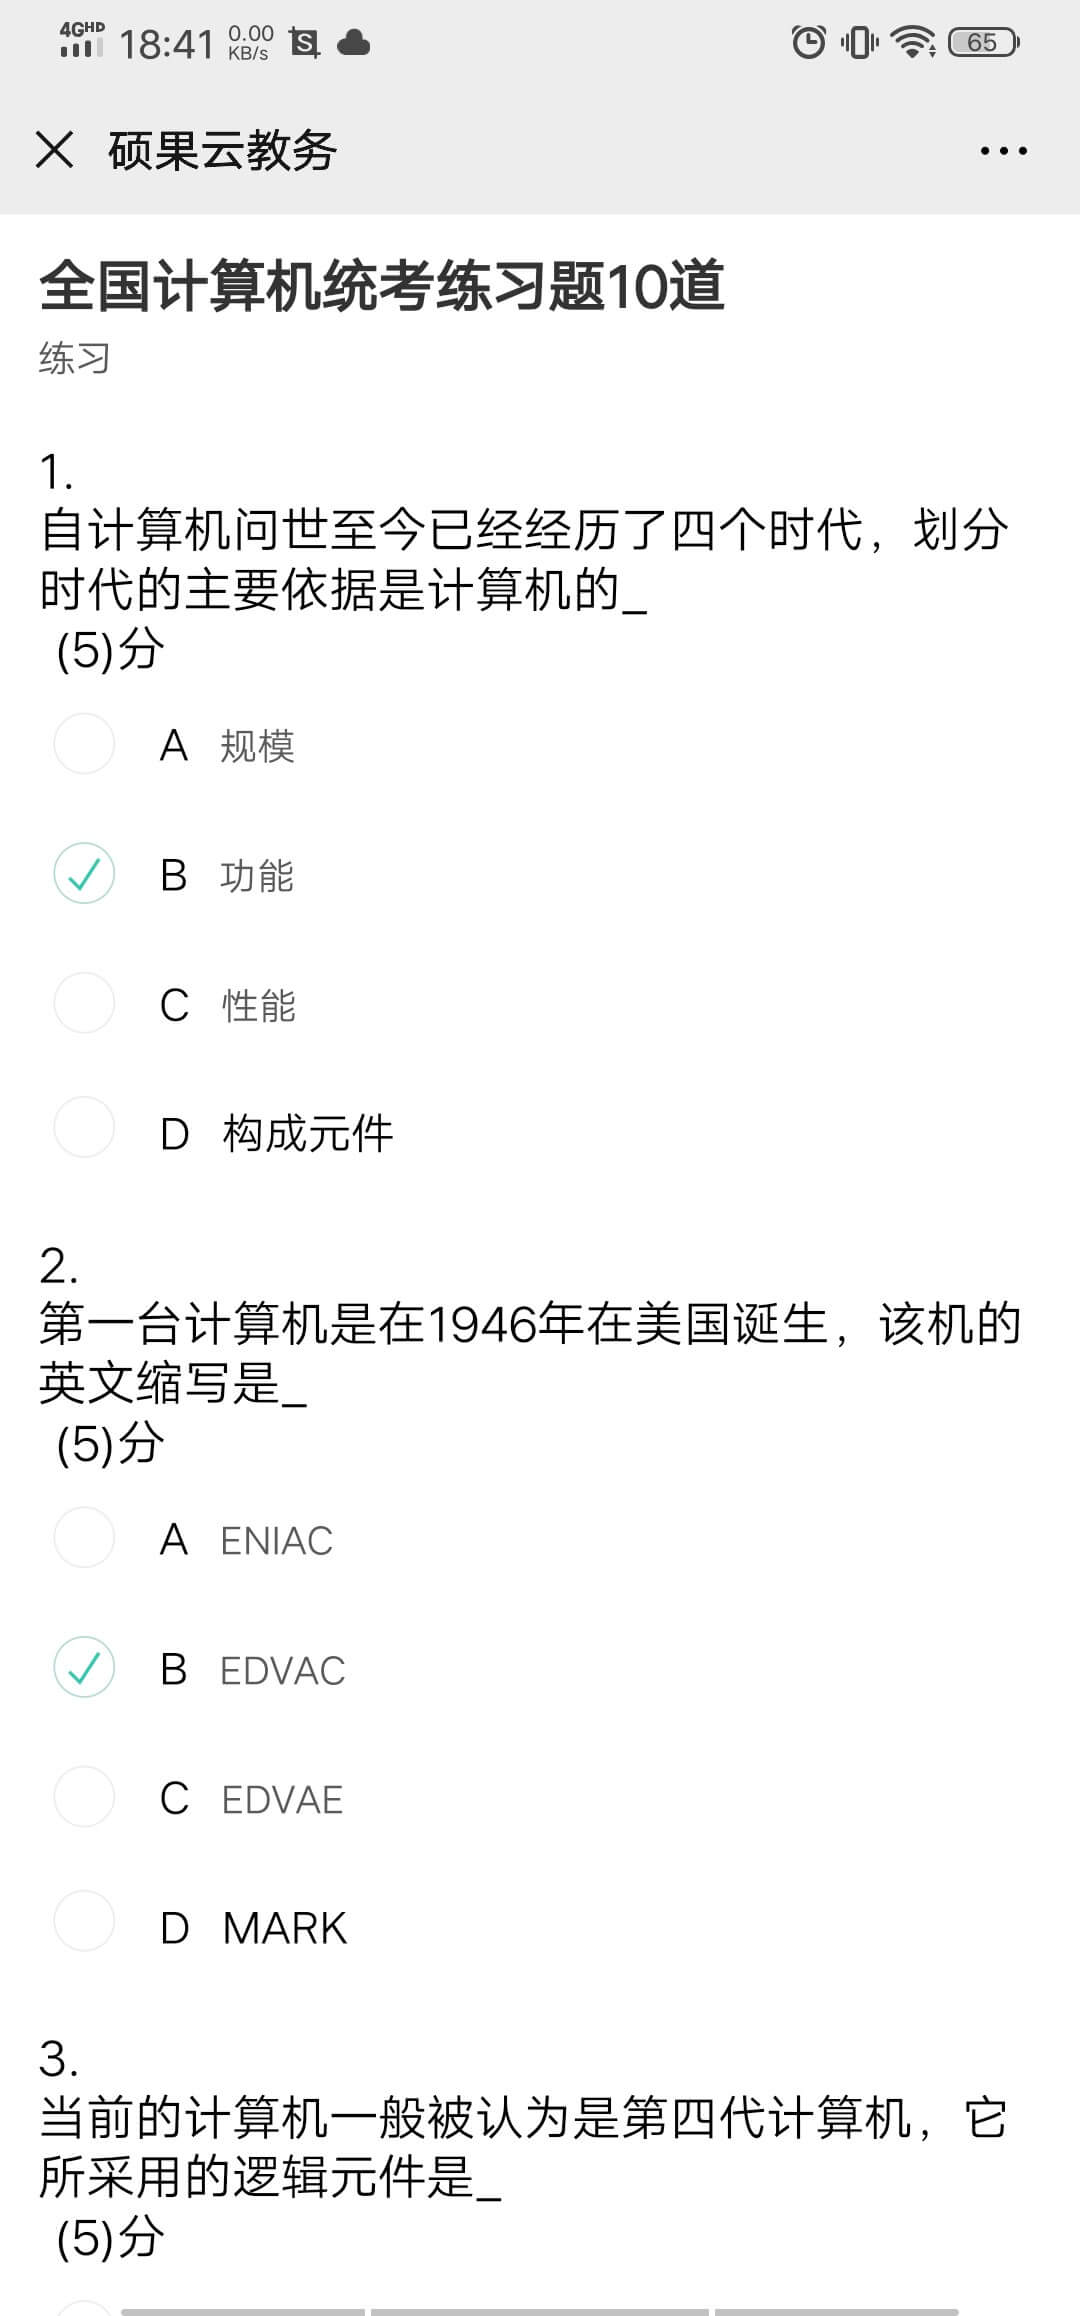 4GHD 18:41 0.00 KB/s S 65
硕果云教务
全国计算机统考练习题10道
练习
1.
自计算机问世至今已经经历了四个时代，划分
时代的主要依据是计算机的_
(5)分
A 规模
B 功能
C 性能
D 构成元件
2.
第一台计算机是在1946年在美国诞生，该机的
英文缩写是_
(5)分
A ENIAC
B EDVAC
C EDVAE
D MARK
3.
当前的计算机一般被认为是第四代计算机，它
所采用的逻辑元件是_
(5)分